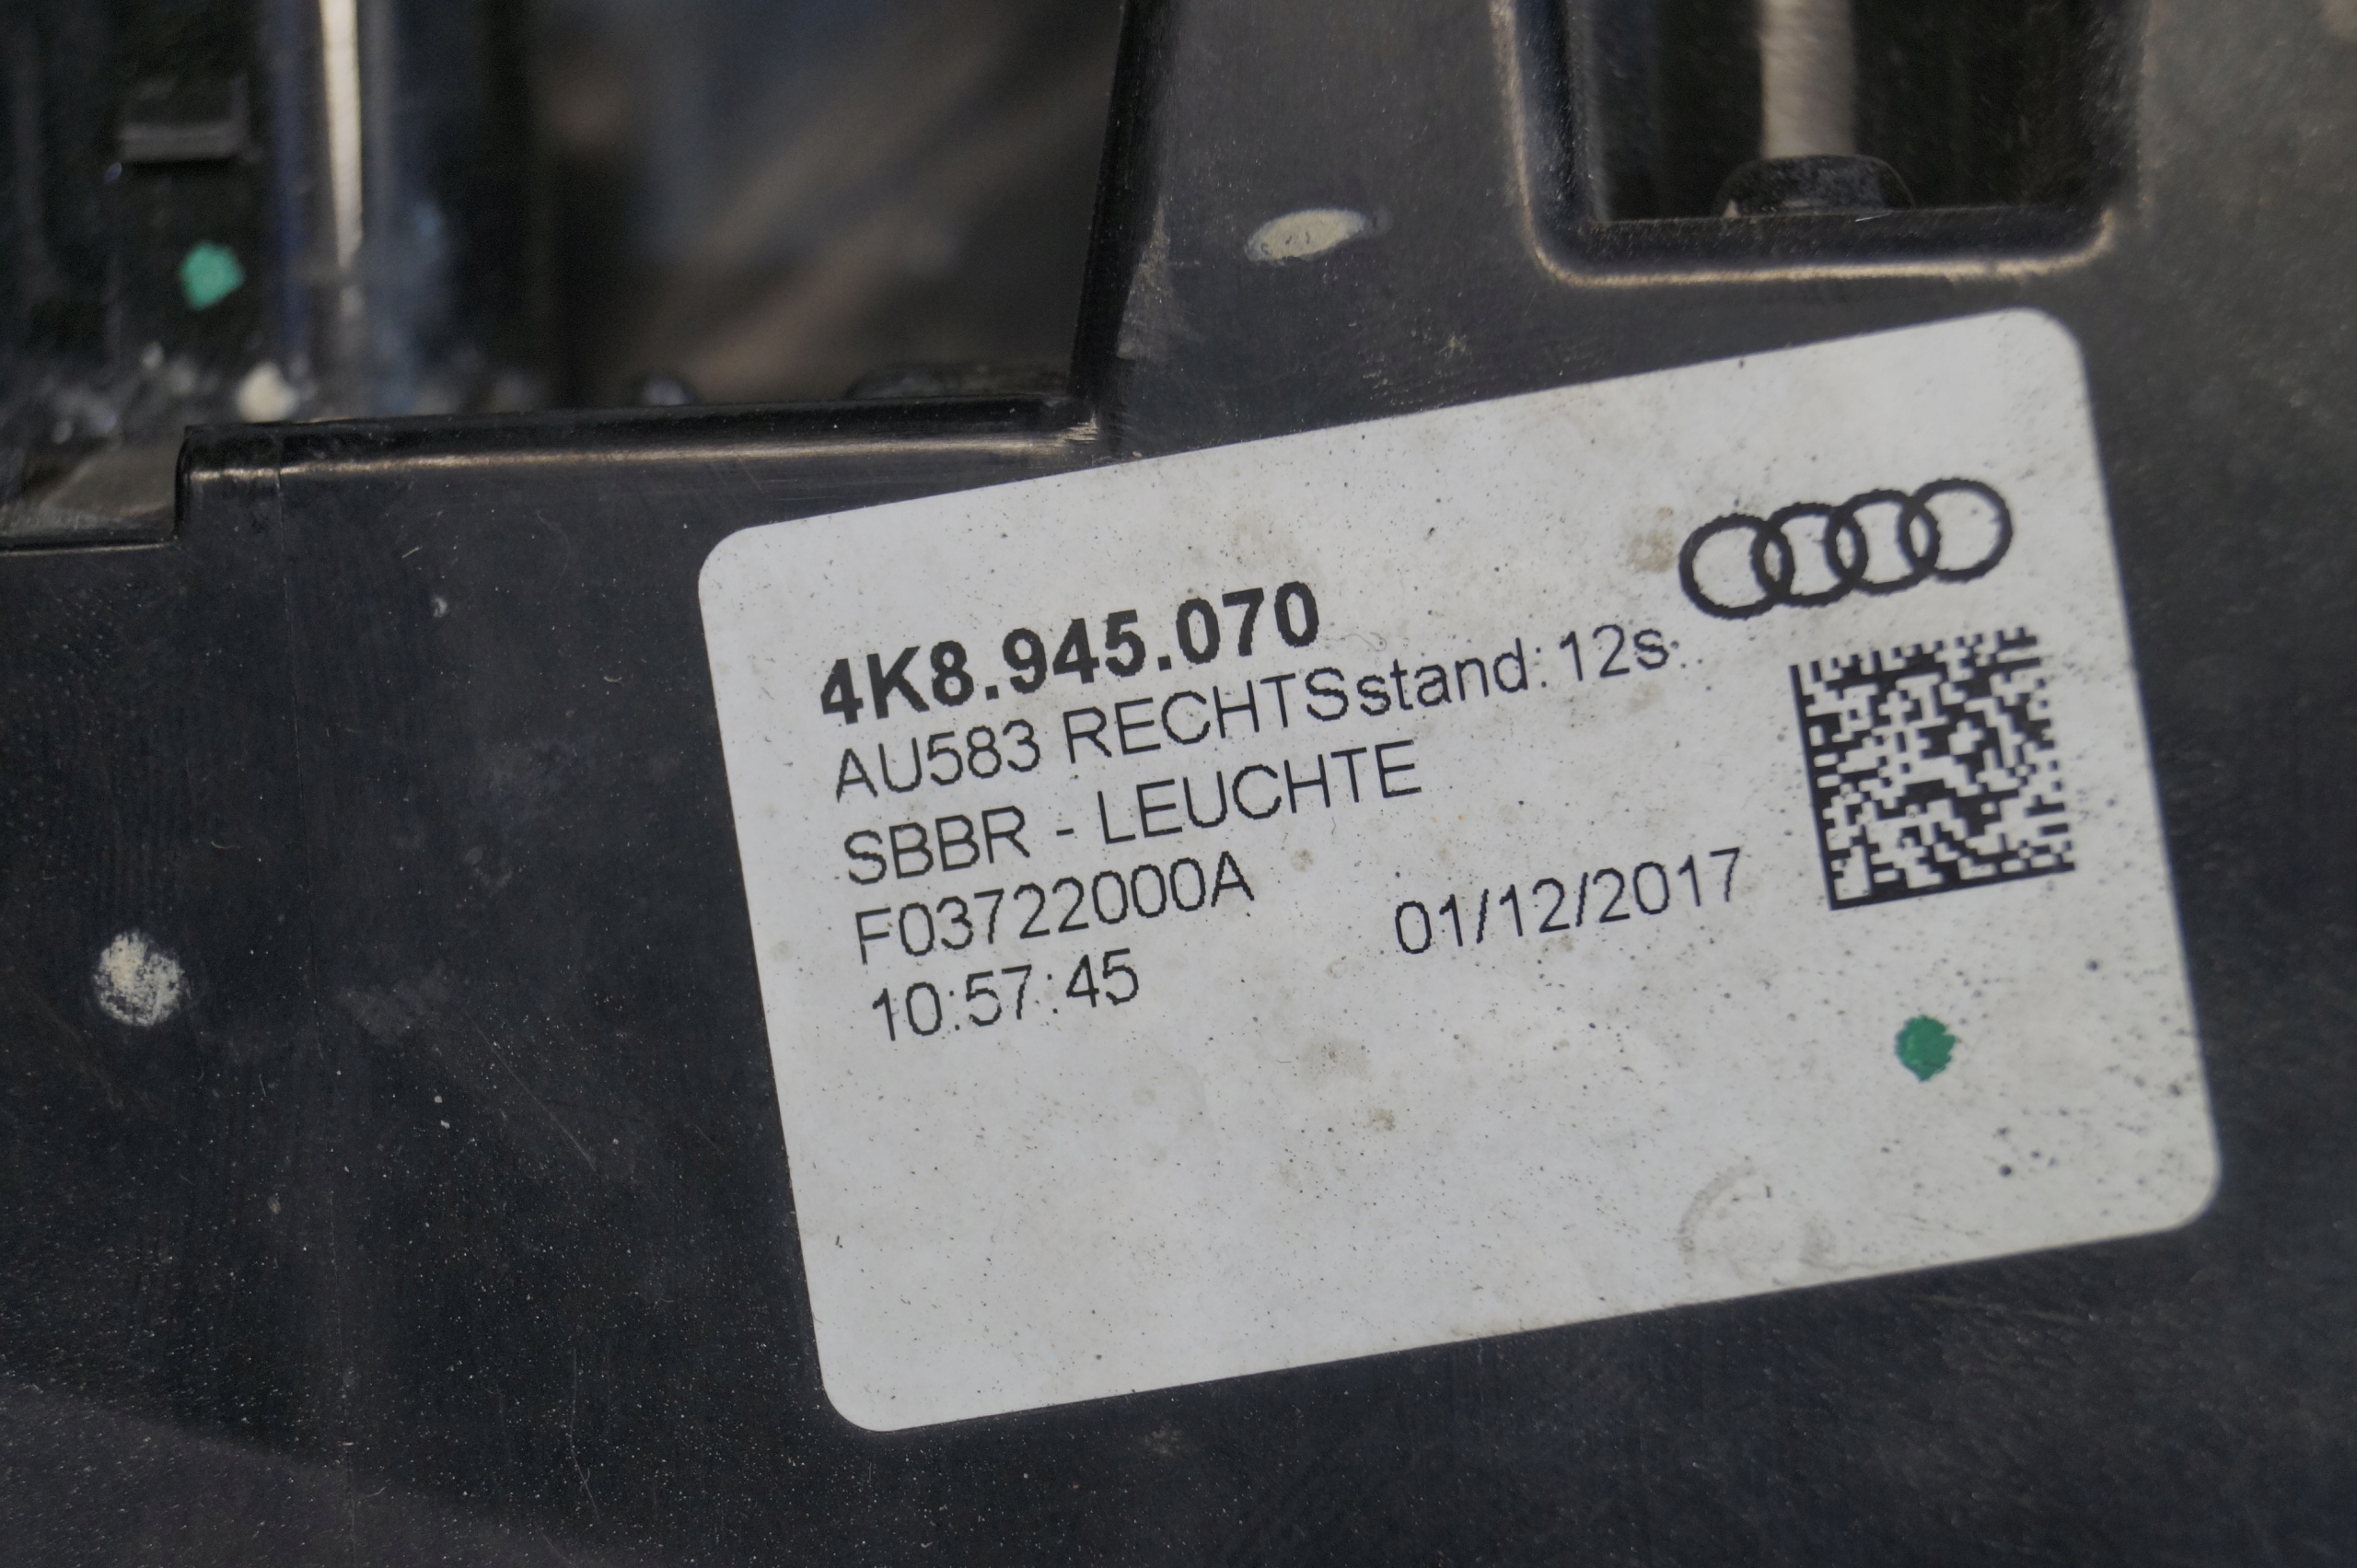 4K8.945.070
AU583 RECHTSstand: 12s
SBBR - LEUCHTE
F03722000A 01/12/2017
10:57:45